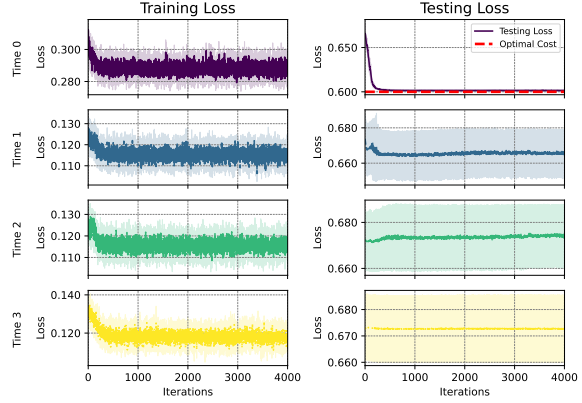 Training Loss
Testing Loss
Time 0
Loss
0.300
0.280
Loss
0.650
0.600
Testing Loss
Optimal Cost
Time 1
Loss
0.130
0.120
0.110
Loss
0.680
0.660
Time 2
Loss
0.130
0.120
0.110
Loss
0.680
0.660
Time 3
Loss
0.140
0.120
Loss
0.680
0.670
0.660
0
1000
2000
3000
4000
Iterations
0
1000
2000
3000
4000
Iterations